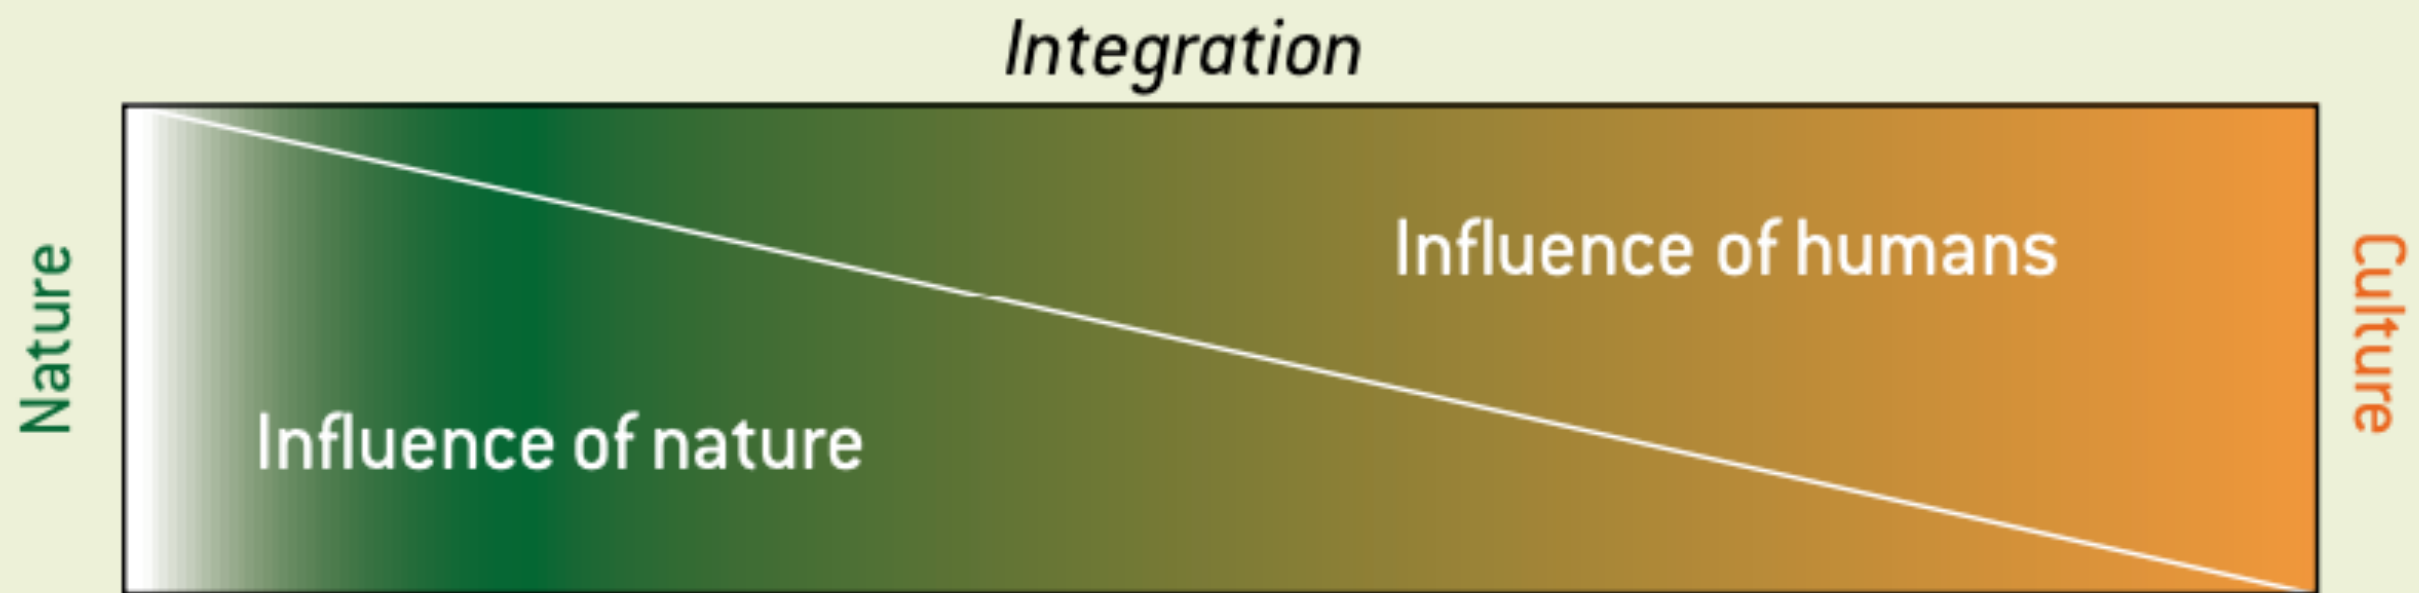 Integration
Nature
Influence of nature
Influence of humans
Culture